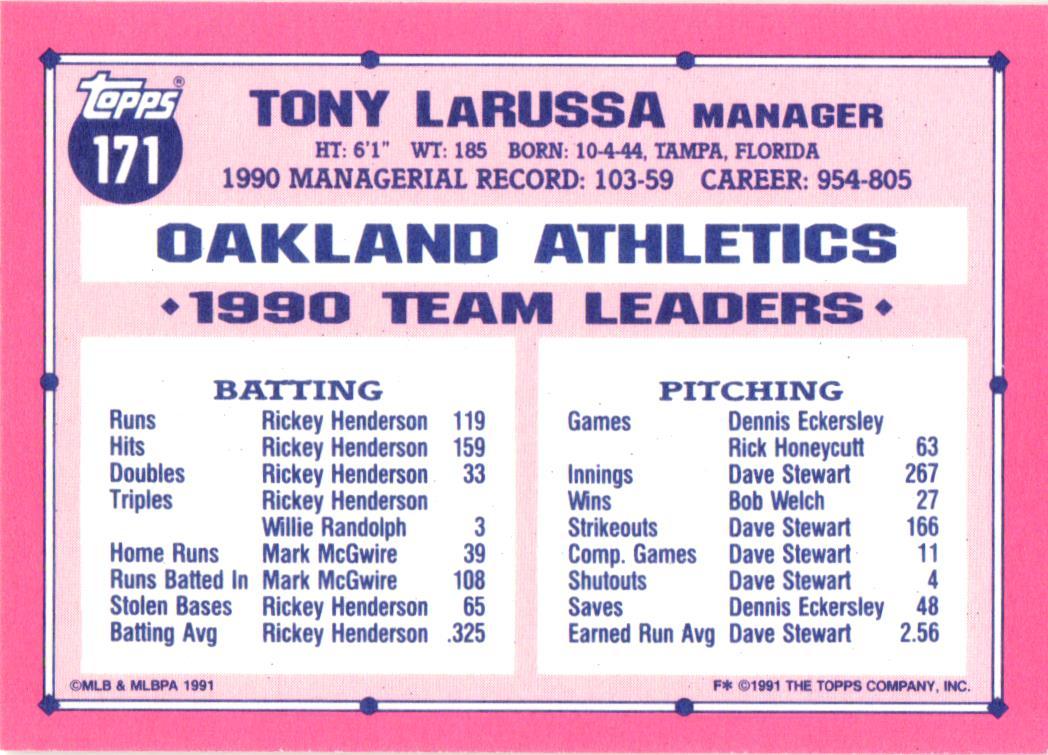 topps®
171
TONY LaRUSSA MANAGER
HT: 6'1" WT: 185 BORN: 10-4-44, TAMPA, FLORIDA
1990 MANAGERIAL RECORD: 103-59 CAREER: 954-805
OAKLAND ATHLETICS
◆1990 TEAM LEADERS◆
BATTING
Runs Rickey Henderson 119
Hits Rickey Henderson 159
Doubles Rickey Henderson 33
Triples Rickey Henderson
Willie Randolph 3
Home Runs Mark McGwire 39
Runs Batted In Mark McGwire 108
Stolen Bases Rickey Henderson 65
Batting Avg Rickey Henderson .325
PITCHING
Games Dennis Eckersley
Rick Honeycutt 63
Innings Dave Stewart 267
Wins Bob Welch 27
Strikeouts Dave Stewart 166
Comp. Games Dave Stewart 11
Shutouts Dave Stewart 4
Saves Dennis Eckersley 48
Earned Run Avg Dave Stewart 2.56
©MLB & MLBPA 1991
F* ©1991 THE TOPPS COMPANY, INC.